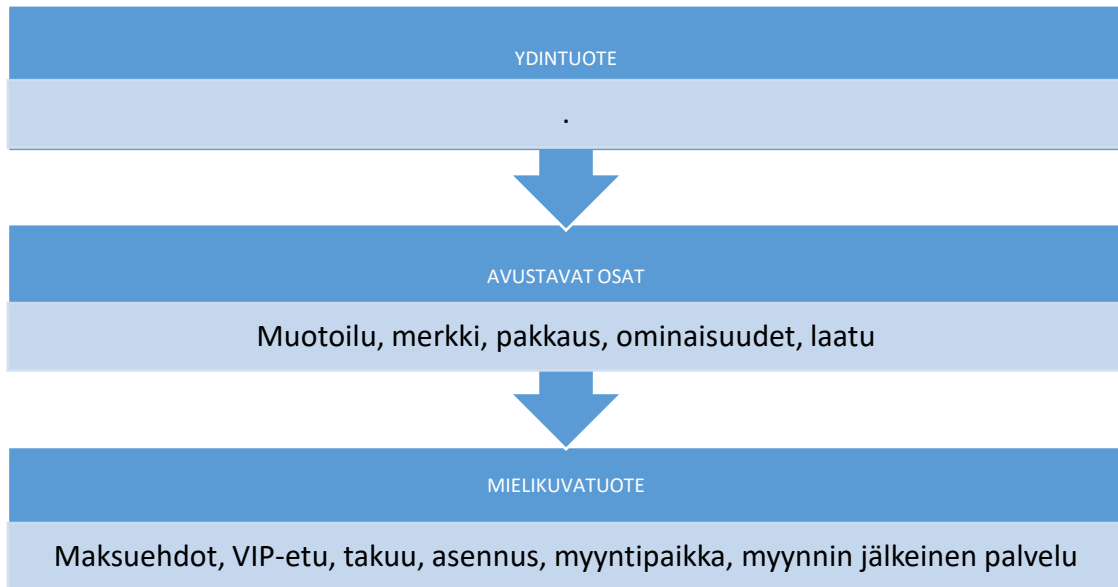 YDINTUOTE
.
AVUSTAVAT OSAT
Muotoilu, merkki, pakkaus, ominaisuudet, laatu
MIELIKUVATUOTE
Maksuehdot, VIP-etu, takuu, asennus, myyntipaikka, myynnin jälkeinen palvelu